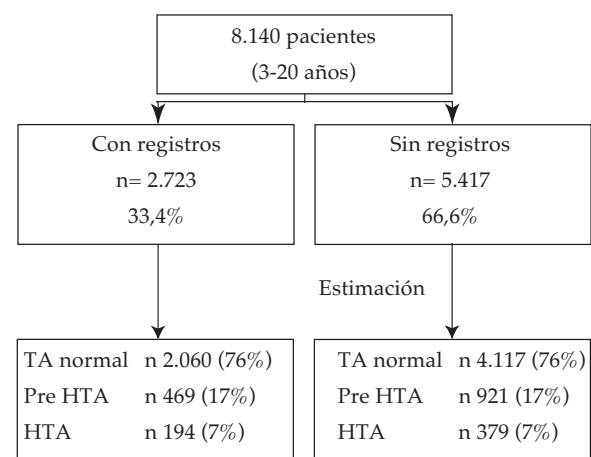 8.140 pacientes
(3-20 años)
Con registros
n= 2.723
33,4%
Sin registros
n= 5.417
66,6%
Estimación
TA normal n 2.060 (76%)
Pre HTA n 469 (17%)
HTA n 194 (7%)
TA normal n 4.117 (76%)
Pre HTA n 921 (17%)
HTA n 379 (7%)